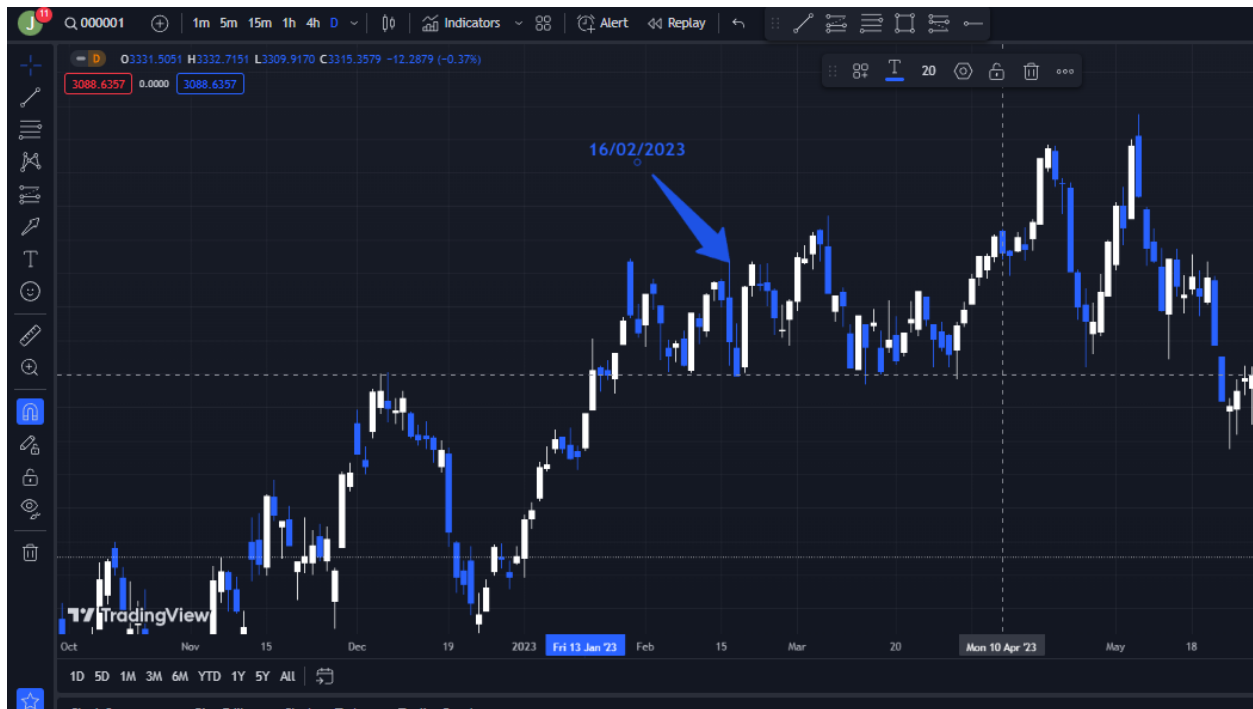 J 11 000001 1m 5m 15m 1h 4h D Indicators Alert Replay
D O3331.5051 H3332.7151 L3309.9170 C3315.3579 -12.2879 (-0.37%)
3088.6357 0.0000 3088.6357
T 20
16/02/2023
TradingView
Oct Nov 15 Dec 19 2023 Fri 13 Jan '23 Feb 15 Mar 20 Mon 10 Apr '23 May 18
1D 5D 1M 3M 6M YTD 1Y 5Y All